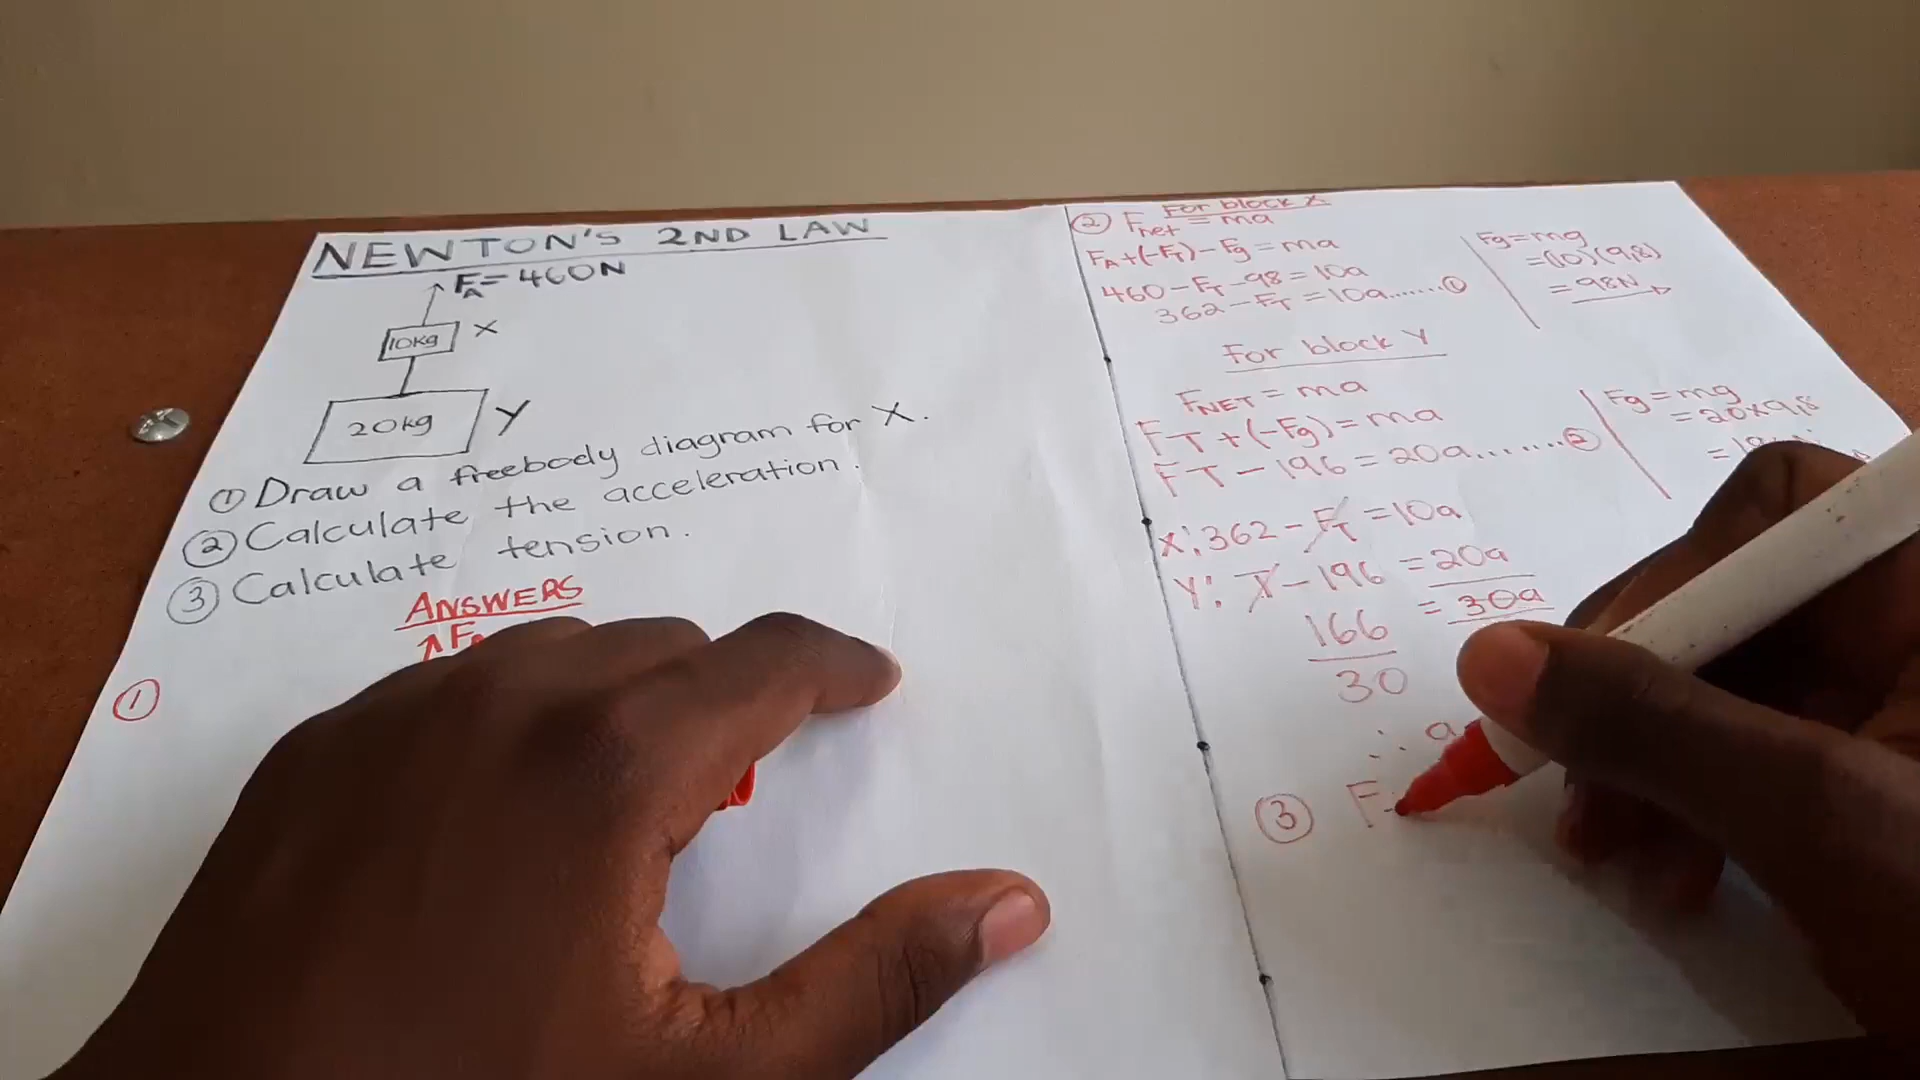 NEWTON'S 2ND LAW
FA = 460N
10kg X
20kg Y
① Draw a freebody diagram for X.
② Calculate the acceleration.
③ Calculate tension.
ANSWERS
①
For block X
② Fnet = ma
FA+(-FT)-Fg = ma
460-FT-98=10a
362-FT=10a.......①
Fg=mg
=(10)(9,8)
=98N
For block Y
FNET = ma
FT+(-Fg)=ma
FT-196=20a.......②
Fg=mg
=20x9,8
X: 362-FT=10a
Y: -196 =20a
166 =30a
30
∴ a
③ F